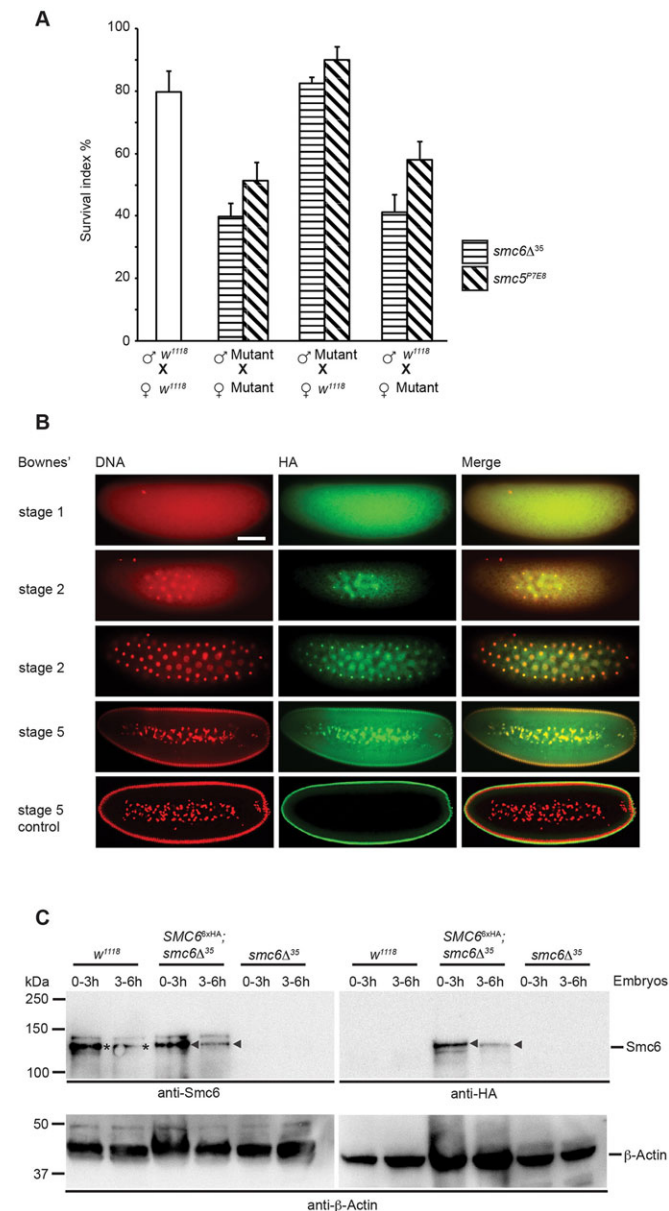 A
100
80
60
40
20
0
Survival index %
smc6Δ³⁵
smc5ᴾ⁷ᴱ⁸
♂ w¹¹¹⁸ ♂ Mutant ♂ Mutant ♂ w¹¹¹⁸
X X X X
♀ w¹¹¹⁸ ♀ Mutant ♀ w¹¹¹⁸ ♀ Mutant
B
Bownes' DNA HA Merge
stage 1
stage 2
stage 2
stage 5
stage 5
control
C
SMC6⁶ˣᴴᴬ; SMC6⁶ˣᴴᴬ;
w¹¹¹⁸ smc6Δ³⁵ smc6Δ³⁵ w¹¹¹⁸ smc6Δ³⁵ smc6Δ³⁵
kDa 0-3h 3-6h 0-3h 3-6h 0-3h 3-6h 0-3h 3-6h 0-3h 3-6h 0-3h 3-6h Embryos
250
150
* *
Smc6
100
anti-Smc6 anti-HA
50
β-Actin
37
anti-β-Actin